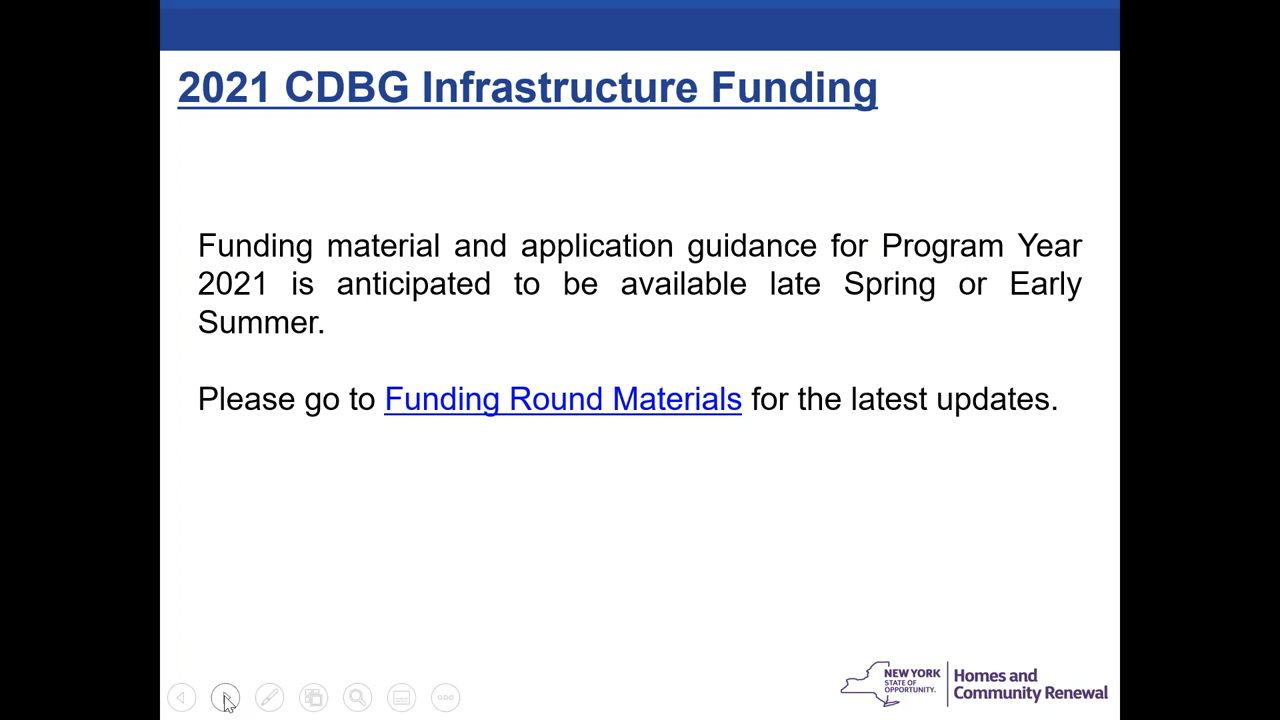 2021 CDBG Infrastructure Funding
Funding material and application guidance for Program Year
2021 is anticipated to be available late Spring or Early
Summer.
Please go to Funding Round Materials for the latest updates.
NEW YORK
STATE OF
OPPORTUNITY.
Homes and
Community Renewal